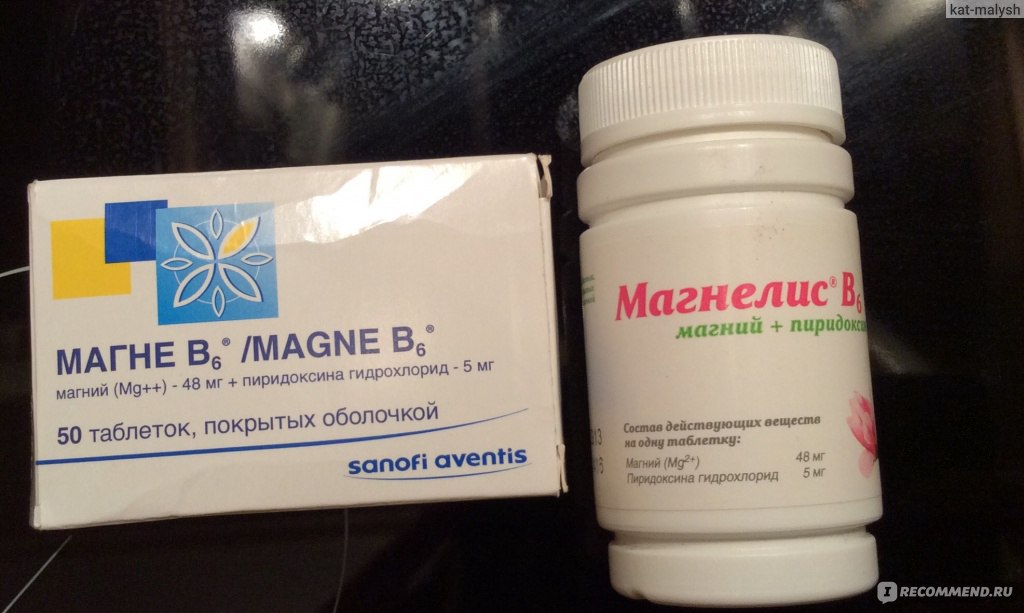 kat-malysh
МАГНЕ B6® /MAGNE B6®
магний (Mg++) - 48 мг + пиридоксина гидрохлорид - 5 мг
50 таблеток, покрытых оболочкой
sanofi aventis
Магнелис® B6
магний + пиридокси
Состав действующих веществ
на одну таблетку:
Магний (Mg2+) 48 мг
Пиридоксина гидрохлорид 5 мг
I RECOMMEND.RU